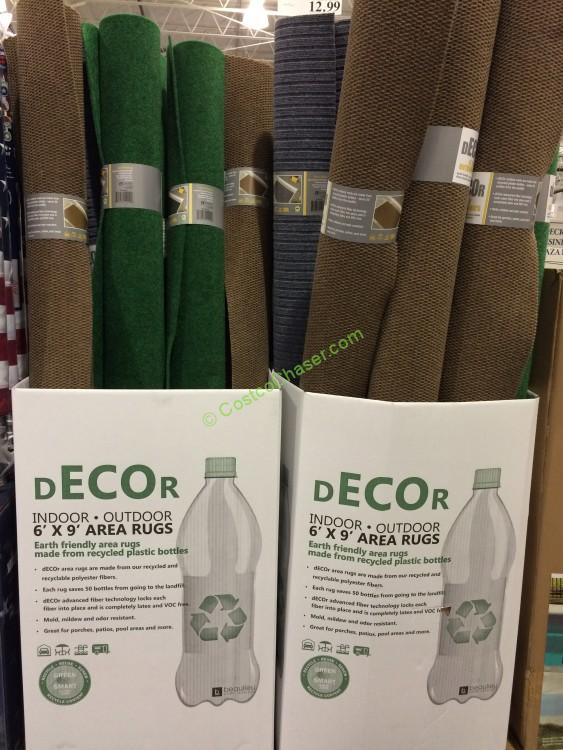 12.99
dECOr
dECOr
© CostcoChaser.com
dECOr
INDOOR • OUTDOOR
6' X 9' AREA RUGS
Earth friendly area rugs
made from recycled plastic bottles
• dECOr area rugs are made from our recycled and
recyclable polyester fibers.
• Each rug saves 50 bottles from going to the landfill.
• dECOr advanced fiber technology locks each
fiber into place and is completely latex and VOC
• Mold, mildew and odor resistant.
• Great for porches, patios, pool areas and more.
GREEN
SMART
beaulieu
dECOr
INDOOR • OUTDOOR
6' X 9' AREA RUGS
Earth friendly area rugs
made from recycled plastic bottles
• dECOr area rugs are made from our recycled and
recyclable polyester fibers.
• Each rug saves 50 bottles from going to the landfill.
• dECOr advanced fiber technology locks each
fiber into place and is completely latex and VOC
• Mold, mildew and odor resistant.
• Great for porches, patios, pool areas and more.
GREEN
SMART
beaulieu